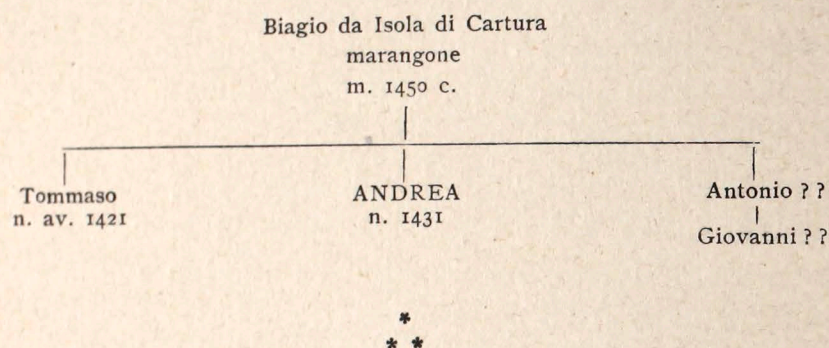 Biagio da Isola di Cartura
marangone
m. 1450 c.
Tommaso
n. av. 1421
ANDREA
n. 1431
Antonio ? ?
Giovanni ? ?
*
* *